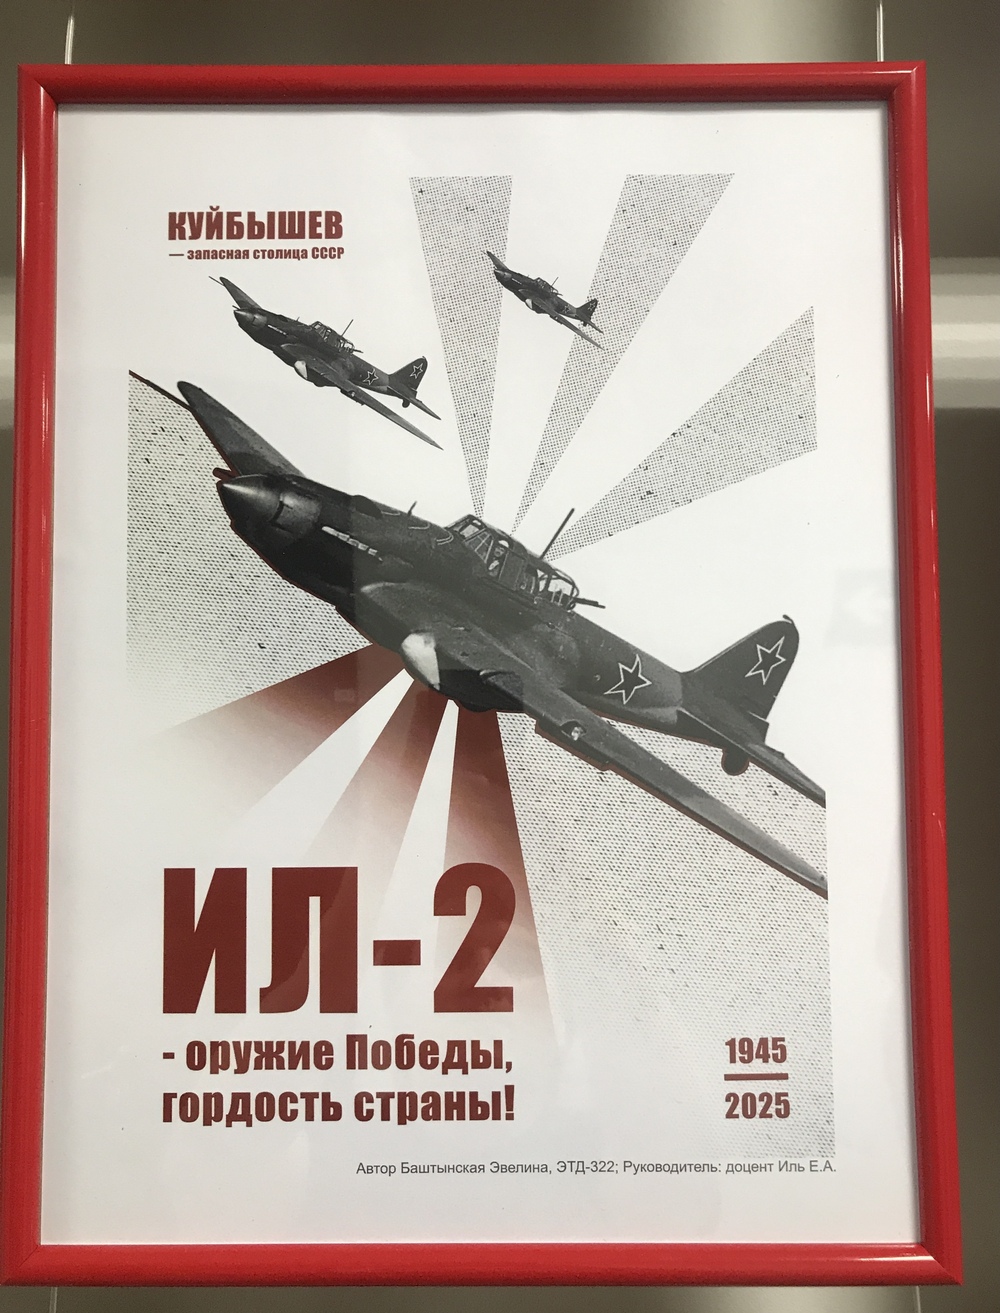 КУЙБЫШЕВ
— запасная столица СССР
ИЛ-2
- оружие Победы,
гордость страны!
1945
2025
Автор Баштынская Эвелина, ЭТД-322; Руководитель: доцент Иль Е.А.